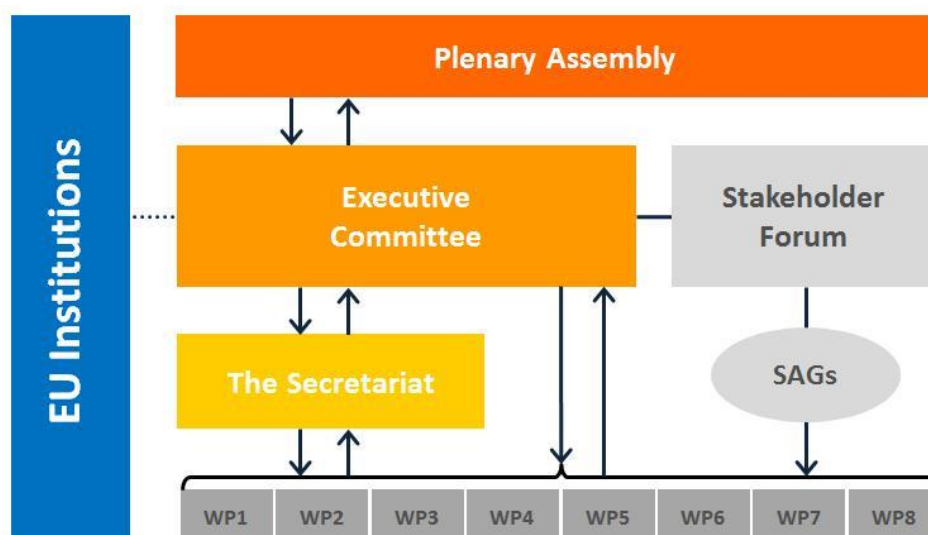 EU Institutions
Plenary Assembly
Executive
Committee
Stakeholder
Forum
The Secretariat
SAGs
WP1
WP2
WP3
WP4
WP5
WP6
WP7
WP8